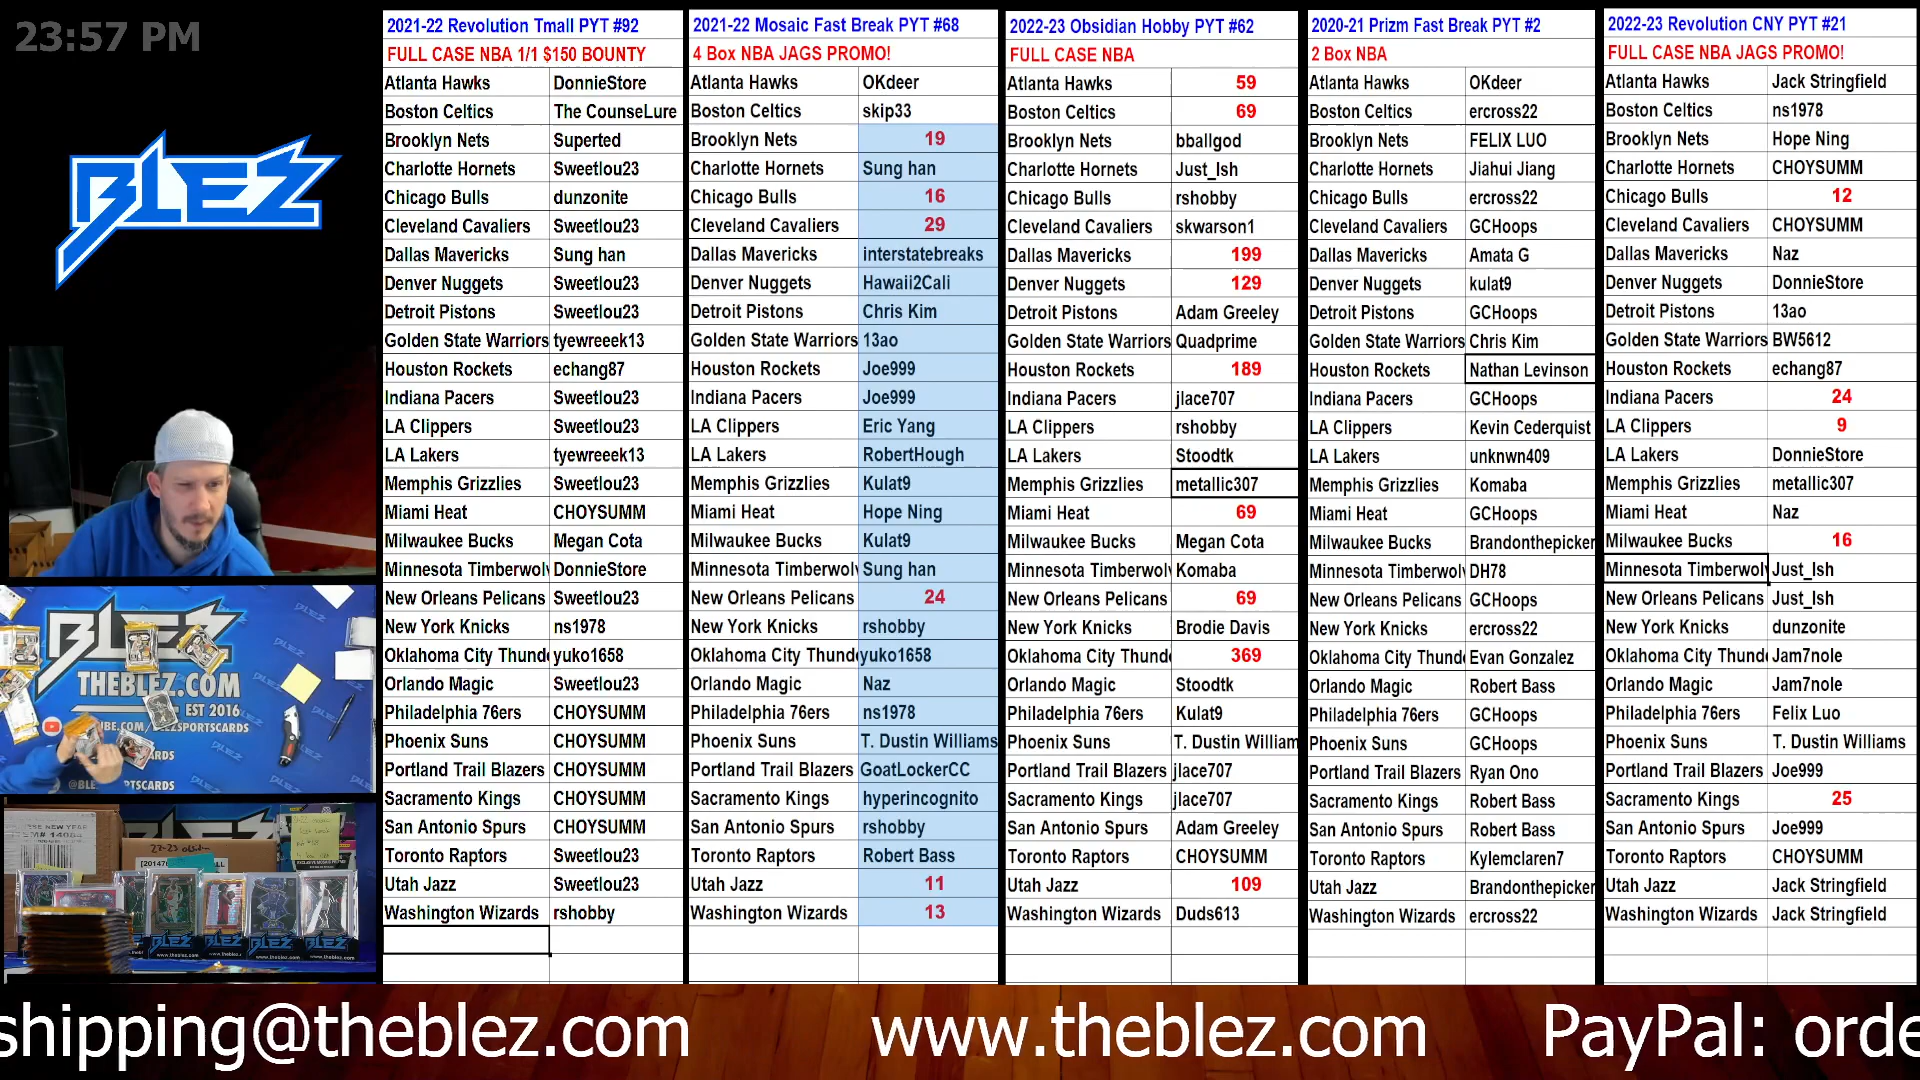 23:57 PM
BLEZ
2021-22 Revolution Tmall PYT #92
FULL CASE NBA 1/1 $150 BOUNTY
Atlanta Hawks DonnieStore
Boston Celtics The CounseLure
Brooklyn Nets Superted
Charlotte Hornets Sweetlou23
Chicago Bulls dunzonite
Cleveland Cavaliers Sweetlou23
Dallas Mavericks Sung han
Denver Nuggets Sweetlou23
Detroit Pistons Sweetlou23
Golden State Warriors tyewreeek13
Houston Rockets echang87
Indiana Pacers Sweetlou23
LA Clippers Sweetlou23
LA Lakers tyewreeek13
Memphis Grizzlies Sweetlou23
Miami Heat CHOYSUMM
Milwaukee Bucks Megan Cota
Minnesota Timberwolv DonnieStore
New Orleans Pelicans Sweetlou23
New York Knicks ns1978
Oklahoma City Thund yuko1658
Orlando Magic Sweetlou23
Philadelphia 76ers CHOYSUMM
Phoenix Suns CHOYSUMM
Portland Trail Blazers CHOYSUMM
Sacramento Kings CHOYSUMM
San Antonio Spurs CHOYSUMM
Toronto Raptors Sweetlou23
Utah Jazz Sweetlou23
Washington Wizards rshobby
2021-22 Mosaic Fast Break PYT #68
4 Box NBA JAGS PROMO!
Atlanta Hawks OKdeer
Boston Celtics skip33
Brooklyn Nets 19
Charlotte Hornets Sung han
Chicago Bulls 16
Cleveland Cavaliers 29
Dallas Mavericks interstatebreaks
Denver Nuggets Hawaii2Cali
Detroit Pistons Chris Kim
Golden State Warriors 13ao
Houston Rockets Joe999
Indiana Pacers Joe999
LA Clippers Eric Yang
LA Lakers RobertHough
Memphis Grizzlies Kulat9
Miami Heat Hope Ning
Milwaukee Bucks Kulat9
Minnesota Timberwolv Sung han
New Orleans Pelicans 24
New York Knicks rshobby
Oklahoma City Thund yuko1658
Orlando Magic Naz
Philadelphia 76ers ns1978
Phoenix Suns T. Dustin Williams
Portland Trail Blazers GoatLockerCC
Sacramento Kings hyperincognito
San Antonio Spurs rshobby
Toronto Raptors Robert Bass
Utah Jazz 11
Washington Wizards 13
2022-23 Obsidian Hobby PYT #62
FULL CASE NBA
Atlanta Hawks 59
Boston Celtics 69
Brooklyn Nets bballgod
Charlotte Hornets Just_Ish
Chicago Bulls rshobby
Cleveland Cavaliers skwarson1
Dallas Mavericks 199
Denver Nuggets 129
Detroit Pistons Adam Greeley
Golden State Warriors Quadprime
Houston Rockets 189
Indiana Pacers jlace707
LA Clippers rshobby
LA Lakers Stoodtk
Memphis Grizzlies metallic307
Miami Heat 69
Milwaukee Bucks Megan Cota
Minnesota Timberwolv Komaba
New Orleans Pelicans 69
New York Knicks Brodie Davis
Oklahoma City Thund 369
Orlando Magic Stoodtk
Philadelphia 76ers Kulat9
Phoenix Suns T. Dustin William
Portland Trail Blazers jlace707
Sacramento Kings jlace707
San Antonio Spurs Adam Greeley
Toronto Raptors CHOYSUMM
Utah Jazz 109
Washington Wizards Duds613
2020-21 Prizm Fast Break PYT #2
2 Box NBA
Atlanta Hawks OKdeer
Boston Celtics ercross22
Brooklyn Nets FELIX LUO
Charlotte Hornets Jiahui Jiang
Chicago Bulls ercross22
Cleveland Cavaliers GCHoops
Dallas Mavericks Amata G
Denver Nuggets kulat9
Detroit Pistons GCHoops
Golden State Warriors Chris Kim
Houston Rockets Nathan Levinson
Indiana Pacers GCHoops
LA Clippers Kevin Cederquist
LA Lakers unknwn409
Memphis Grizzlies Komaba
Miami Heat GCHoops
Milwaukee Bucks Brandonthepicker
Minnesota Timberwolv DH78
New Orleans Pelicans GCHoops
New York Knicks ercross22
Oklahoma City Thund Evan Gonzalez
Orlando Magic Robert Bass
Philadelphia 76ers GCHoops
Phoenix Suns GCHoops
Portland Trail Blazers Ryan Ono
Sacramento Kings Robert Bass
San Antonio Spurs Robert Bass
Toronto Raptors Kylemclaren7
Utah Jazz Brandonthepicker
Washington Wizards ercross22
2022-23 Revolution CNY PYT #21
FULL CASE NBA JAGS PROMO!
Atlanta Hawks Jack Stringfield
Boston Celtics ns1978
Brooklyn Nets Hope Ning
Charlotte Hornets CHOYSUMM
Chicago Bulls 12
Cleveland Cavaliers CHOYSUMM
Dallas Mavericks Naz
Denver Nuggets DonnieStore
Detroit Pistons 13ao
Golden State Warriors BW5612
Houston Rockets echang87
Indiana Pacers 24
LA Clippers 9
LA Lakers DonnieStore
Memphis Grizzlies metallic307
Miami Heat Naz
Milwaukee Bucks 16
Minnesota Timberwolv Just_Ish
New Orleans Pelicans Just_Ish
New York Knicks dunzonite
Oklahoma City Thund Jam7nole
Orlando Magic Jam7nole
Philadelphia 76ers Felix Luo
Phoenix Suns T. Dustin Williams
Portland Trail Blazers Joe999
Sacramento Kings 25
San Antonio Spurs Joe999
Toronto Raptors CHOYSUMM
Utah Jazz Jack Stringfield
Washington Wizards Jack Stringfield
BLEZ
THEBLEZ.COM
EST 2016
shipping@theblez.com www.theblez.com PayPal: orde